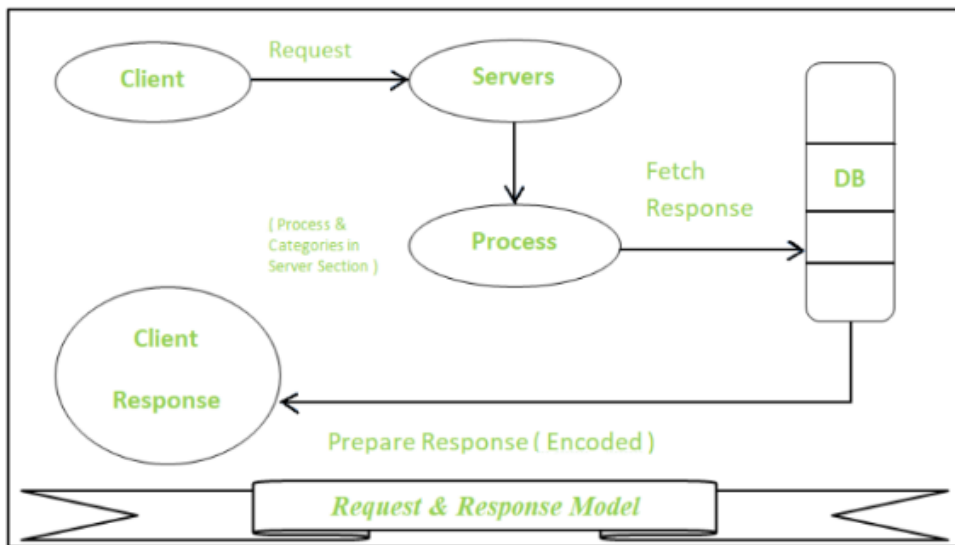 Request
Client
Servers
Fetch
Response
DB
( Process &
Categories in
Server Section )
Process
Client
Response
Prepare Response ( Encoded )
Request & Response Model